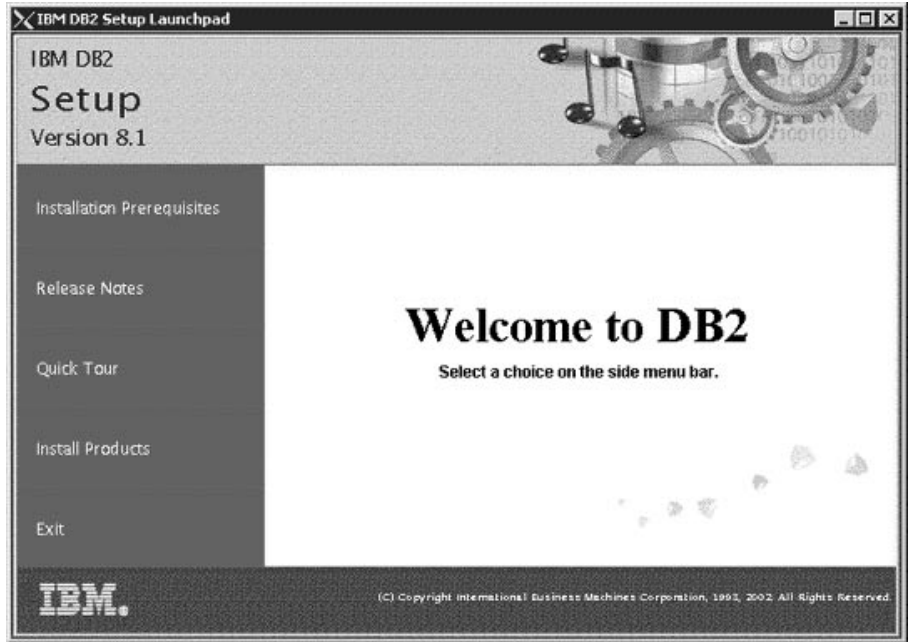 IBM DB2 Setup Launchpad
IBM DB2
Setup
Version 8.1
Installation Prerequisites
Release Notes
Quick Tour
Install Products
Exit
Welcome to DB2
Select a choice on the side menu bar.
IBM.
(C) Copyright International Business Machines Corporation, 1993, 2002. All Rights Reserved.